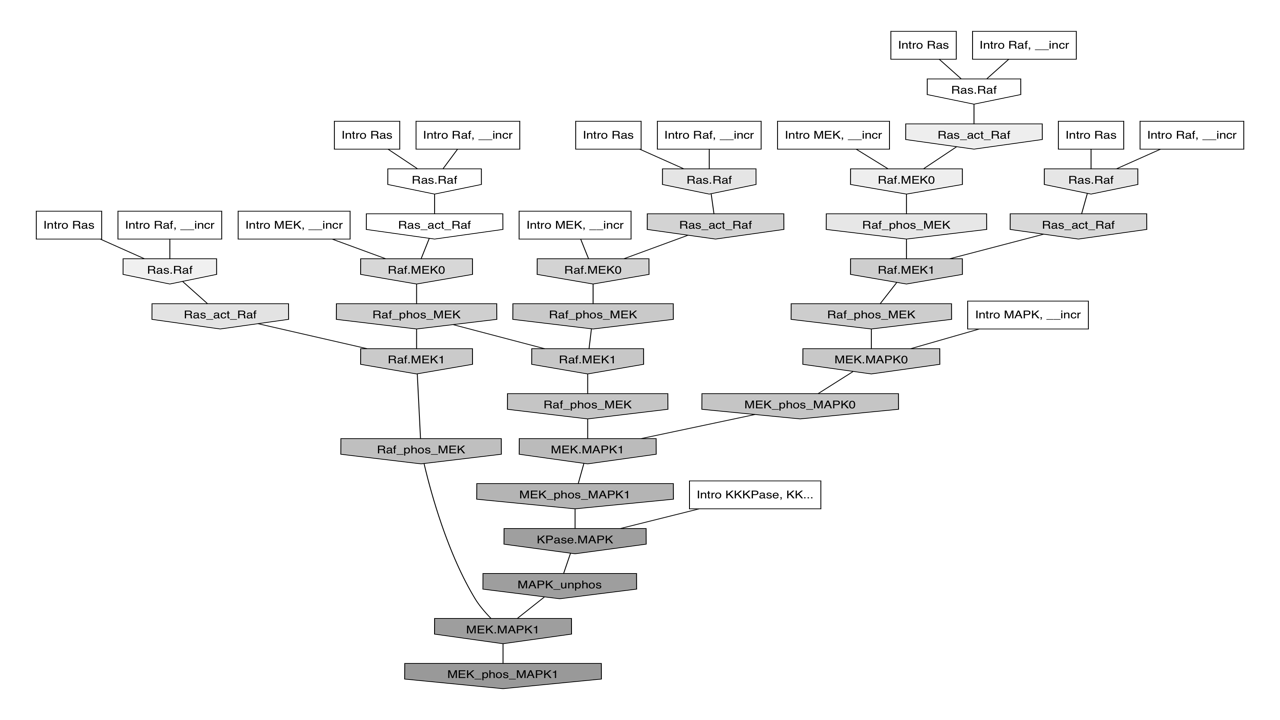 Intro Ras
Intro Raf, __incr
Ras.Raf
Intro Ras
Intro Raf, __incr
Intro Ras
Intro Raf, __incr
Intro MEK, __incr
Ras_act_Raf
Intro Ras
Intro Raf, __incr
Ras.Raf
Ras.Raf
Raf.MEK0
Ras.Raf
Intro Ras
Intro Raf, __incr
Intro MEK, __incr
Ras_act_Raf
Intro MEK, __incr
Ras_act_Raf
Raf_phos_MEK
Ras_act_Raf
Ras.Raf
Raf.MEK0
Raf.MEK0
Raf.MEK1
Ras_act_Raf
Raf_phos_MEK
Raf_phos_MEK
Raf_phos_MEK
Intro MAPK, __incr
Raf.MEK1
Raf.MEK1
MEK.MAPK0
Raf_phos_MEK
MEK_phos_MAPK0
Raf_phos_MEK
MEK.MAPK1
MEK_phos_MAPK1
Intro KKKPase, KK...
KPase.MAPK
MAPK_unphos
MEK.MAPK1
MEK_phos_MAPK1